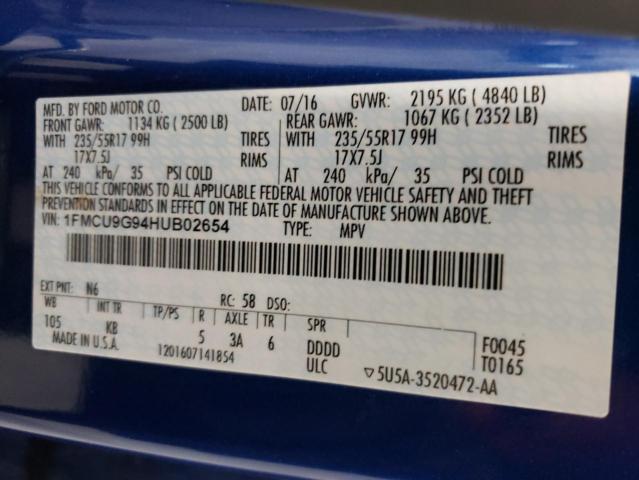 MFD. BY FORD MOTOR CO. DATE: 07/16 GVWR: 2195 KG ( 4840 LB)
FRONT GAWR: 1134 KG ( 2500 LB) REAR GAWR: 1067 KG ( 2352 LB)
WITH 235/55R17 99H TIRES WITH 235/55R17 99H TIRES
17X7.5J RIMS 17X7.5J RIMS
AT 240 kPa/ 35 PSI COLD AT 240 kPa/ 35 PSI COLD
THIS VEHICLE CONFORMS TO ALL APPLICABLE FEDERAL MOTOR VEHICLE SAFETY AND THEFT
PREVENTION STANDARDS IN EFFECT ON THE DATE OF MANUFACTURE SHOWN ABOVE.
1FMCU9G94HUB02654 TYPE: MPV
EXT PNT: N6 RC: 58 DSO:
WB INT TR TP/PS R AXLE TR SPR
105 KB 5 3A 6 DDDD F0045
MADE IN U.S.A. 1201607141854 ULC T0165
▽5U5A-3520472-AA